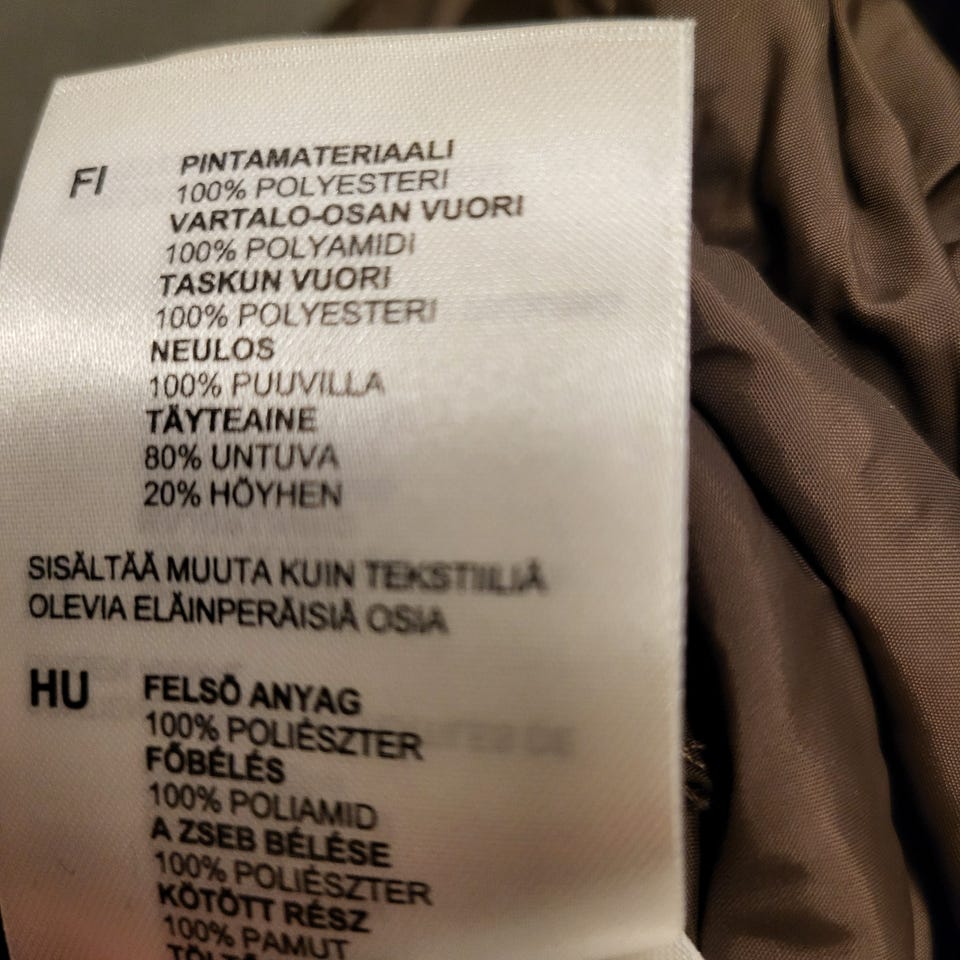 FI PINTAMATERIAALI
100% POLYESTERI
VARTALO-OSAN VUORI
100% POLYAMIDI
TASKUN VUORI
100% POLYESTERI
NEULOS
100% PUUVILLA
TÄYTEAINE
80% UNTUVA
20% HÖYHEN
SISÄLTÄÄ MUUTA KUIN TEKSTIILIÄ
OLEVIA ELÄINPERÄISIÄ OSIA
HU FELSŐ ANYAG
100% POLIÉSZTER
FŐBÉLÉS
100% POLIAMID
A ZSEB BÉLÉSE
100% POLIÉSZTER
KÖTÖTT RÉSZ
100% PAMUT